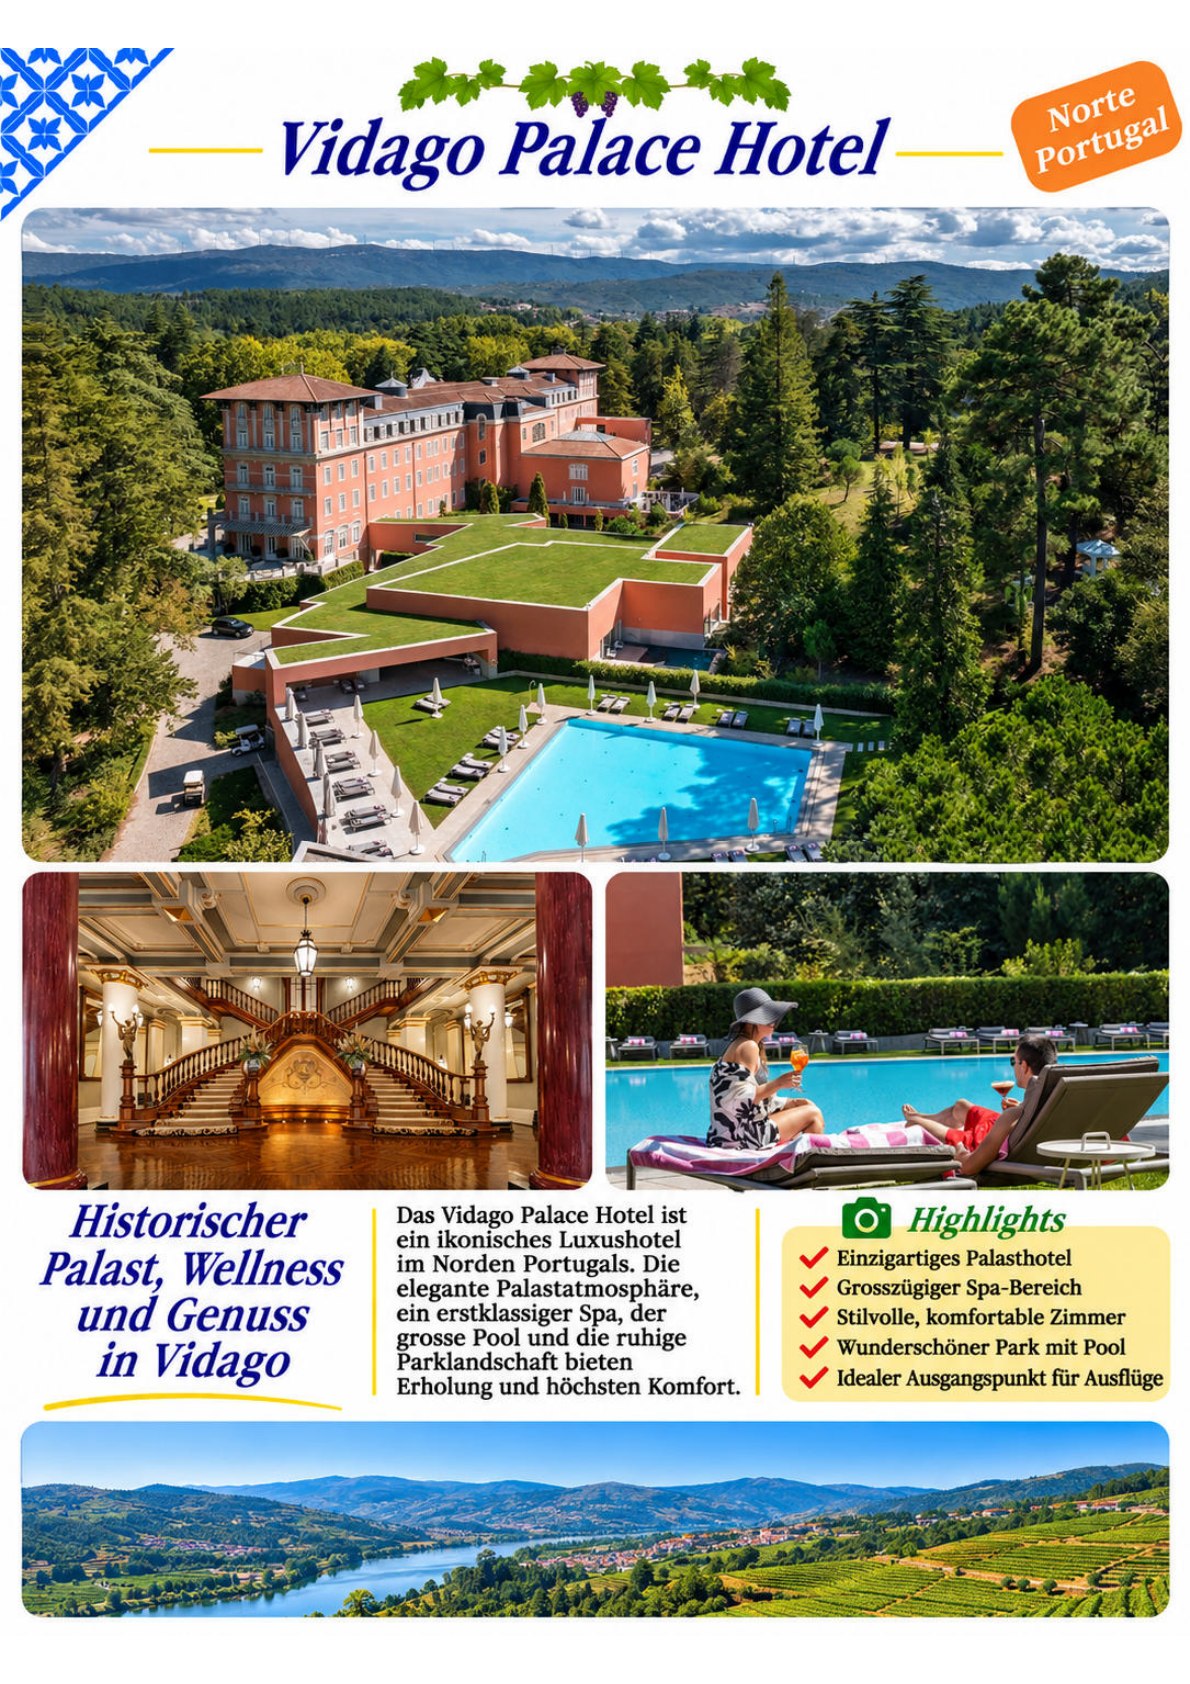 Vidago Palace Hotel
Norte
Portugal
Historischer
Palast, Wellness
und Genuss
in Vidago
Das Vidago Palace Hotel ist
ein ikonisches Luxushotel
im Norden Portugals. Die
elegante Palastatmosphäre,
ein erstklassiger Spa, der
grosse Pool und die ruhige
Parklandschaft bieten
Erholung und höchsten Komfort.
Highlights
Einzigartiges Palasthotel
Grosszügiger Spa-Bereich
Stilvolle, komfortable Zimmer
Wunderschöner Park mit Pool
Idealer Ausgangspunkt für Ausflüge